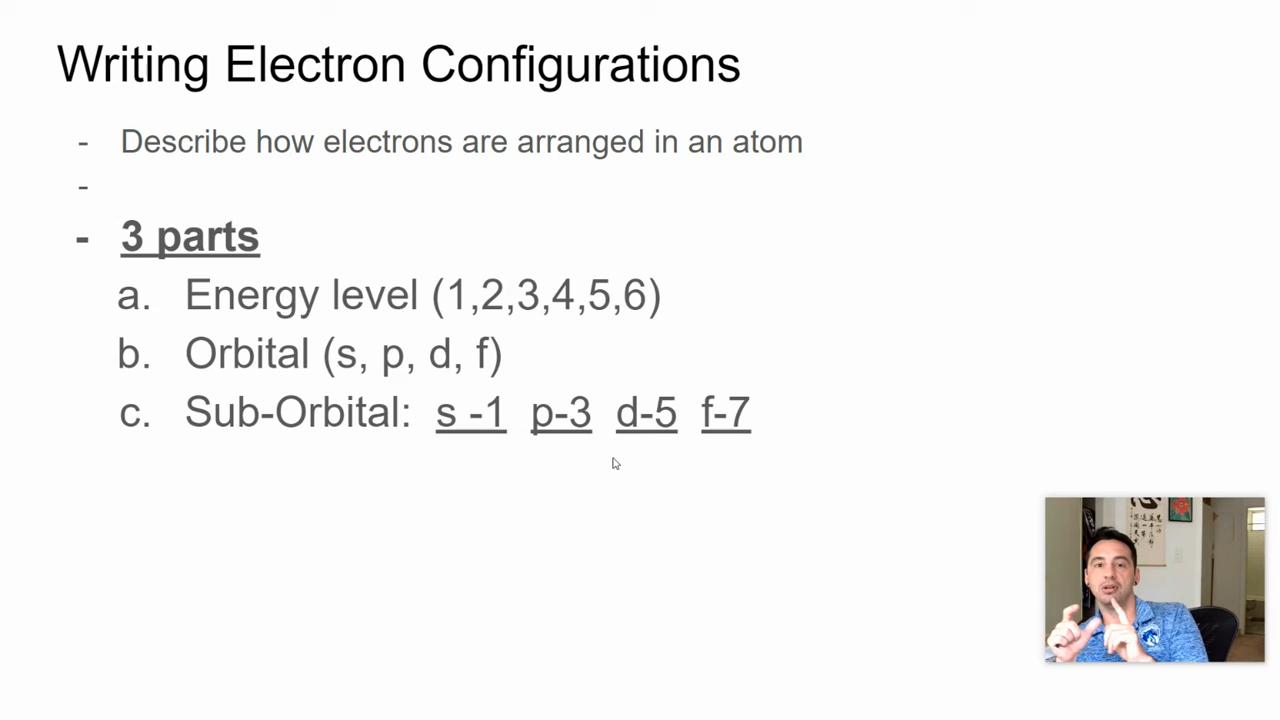 Writing Electron Configurations
- Describe how electrons are arranged in an atom
-
- 3 parts
a. Energy level (1,2,3,4,5,6)
b. Orbital (s, p, d, f)
c. Sub-Orbital: s -1 p-3 d-5 f-7